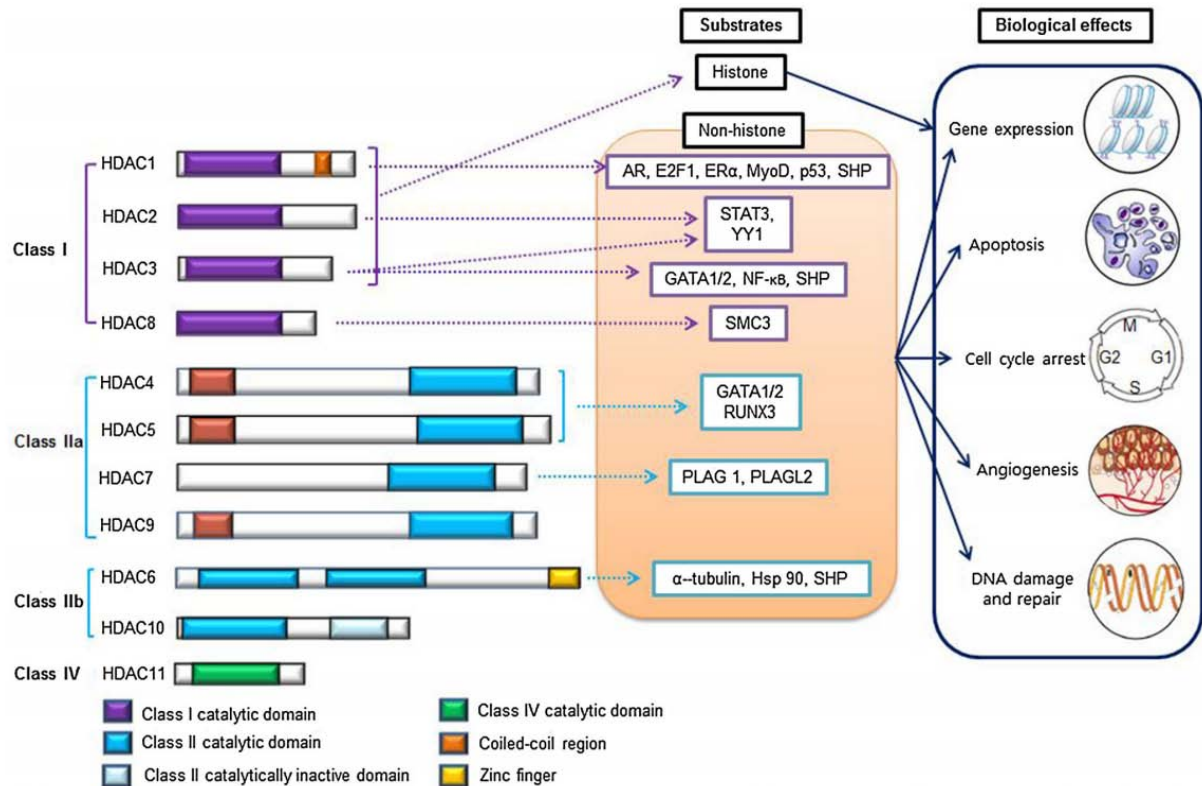 Substrates
Biological effects
Histone
Non-histone
Gene expression
HDAC1
AR, E2F1, ERα, MyoD, p53, SHP
HDAC2
STAT3,
YY1
Class I
Apoptosis
HDAC3
GATA1/2, NF-κB, SHP
HDAC8
SMC3
M
G2
G1
S
Cell cycle arrest
HDAC4
GATA1/2
RUNX3
Class IIa
HDAC5
HDAC7
PLAG 1, PLAGL2
Angiogenesis
HDAC9
HDAC6
α--tubulin, Hsp 90, SHP
DNA damage
and repair
Class IIb
HDAC10
Class IV
HDAC11
Class I catalytic domain
Class IV catalytic domain
Class II catalytic domain
Coiled-coil region
Class II catalytically inactive domain
Zinc finger